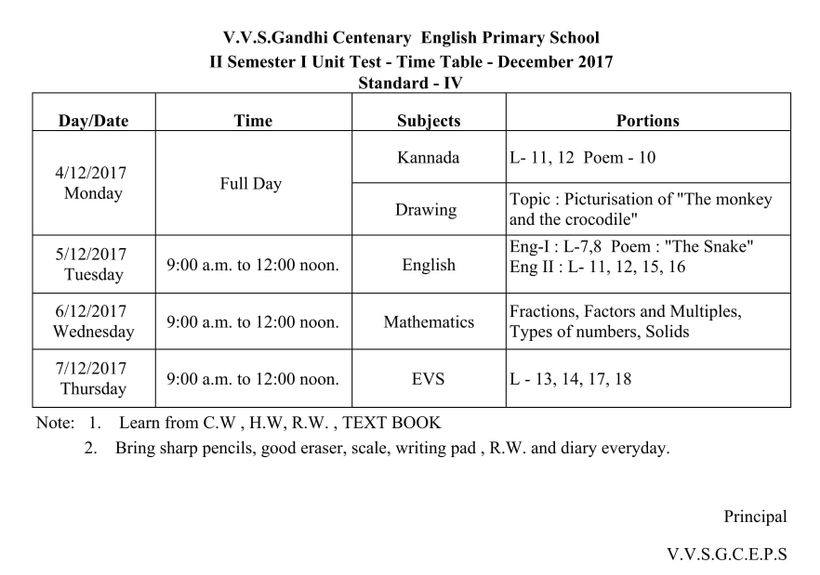 V.V.S.Gandhi Centenary English Primary School
II Semester I Unit Test - Time Table - December 2017
Standard - IV
Day/Date Time Subjects Portions
4/12/2017
Monday
Full Day
Kannada
L- 11, 12 Poem - 10
Drawing
Topic : Picturisation of "The monkey
and the crocodile"
5/12/2017
Tuesday
9:00 a.m. to 12:00 noon.
English
Eng-I : L-7,8 Poem : "The Snake"
Eng II : L- 11, 12, 15, 16
6/12/2017
Wednesday
9:00 a.m. to 12:00 noon.
Mathematics
Fractions, Factors and Multiples,
Types of numbers, Solids
7/12/2017
Thursday
9:00 a.m. to 12:00 noon.
EVS
L - 13, 14, 17, 18
Note: 1. Learn from C.W , H.W, R.W. , TEXT BOOK
2. Bring sharp pencils, good eraser, scale, writing pad , R.W. and diary everyday.
Principal
V.V.S.G.C.E.P.S